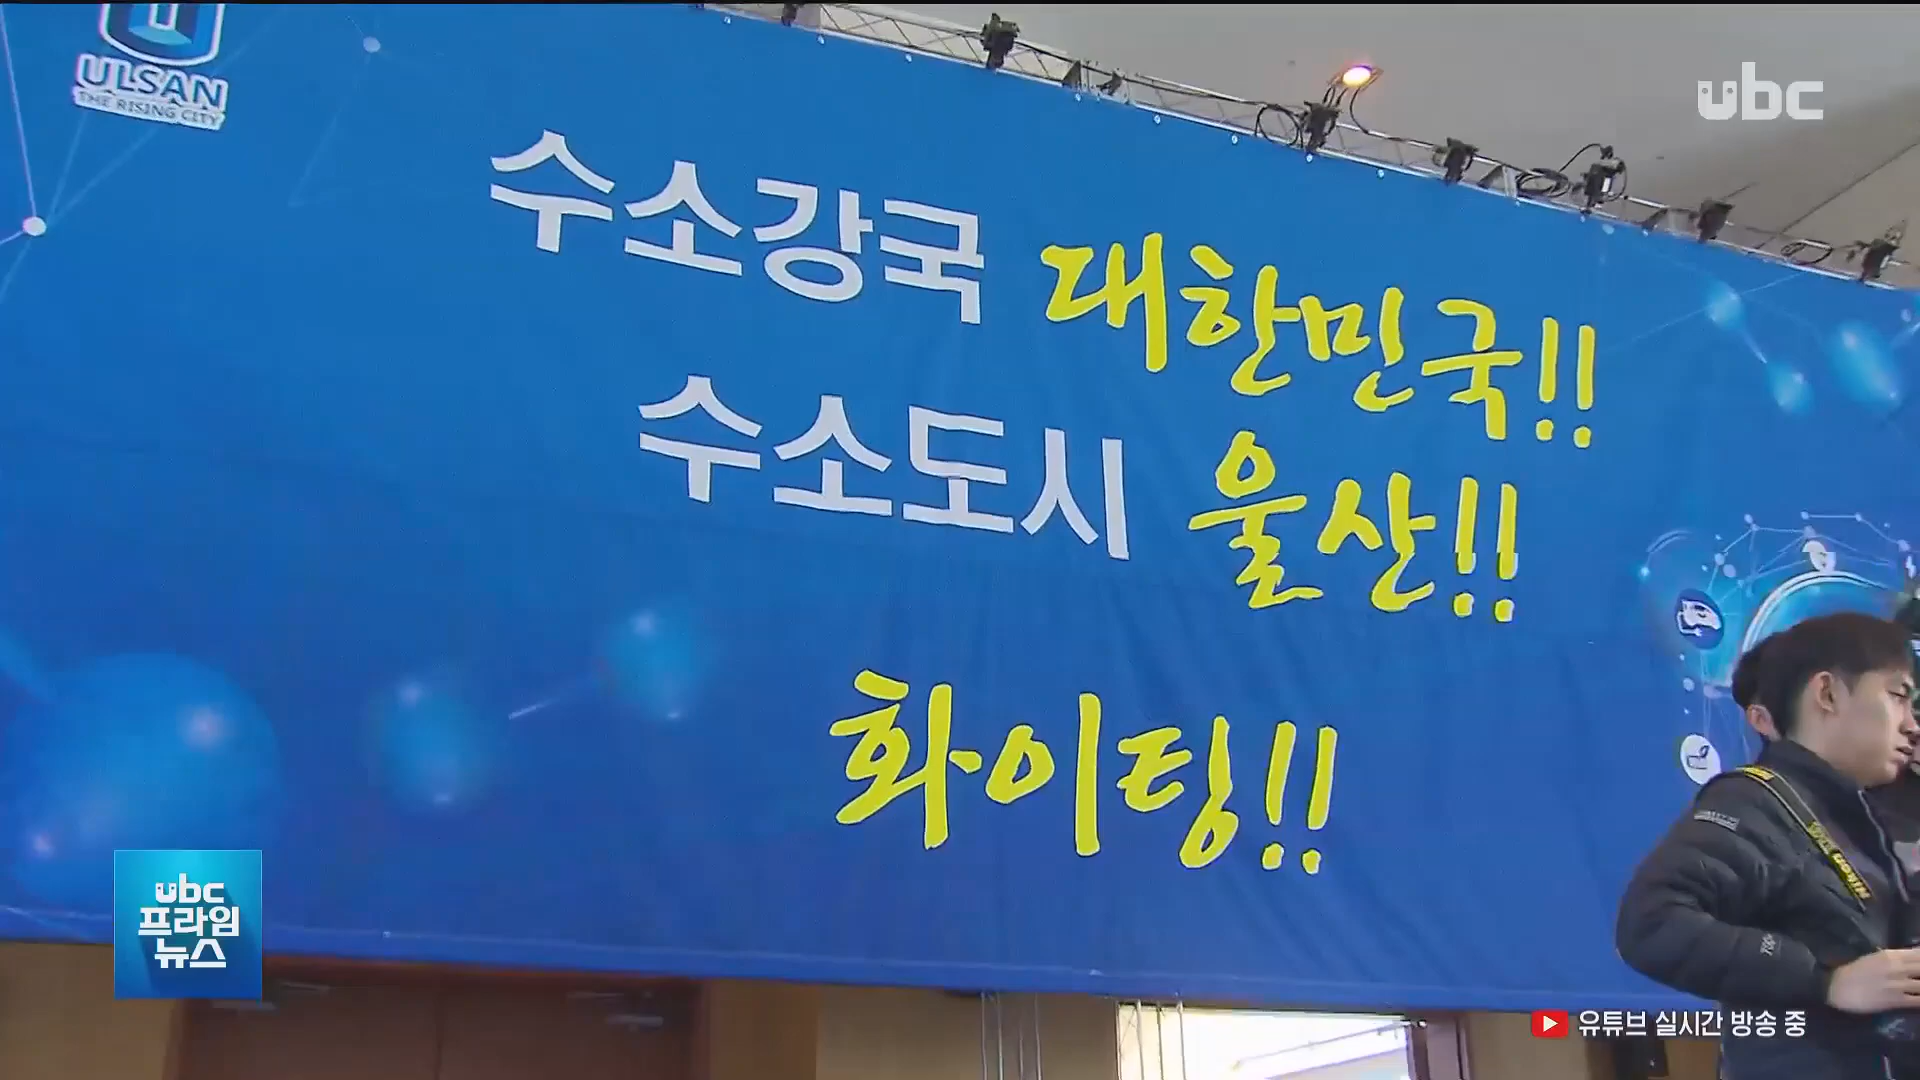 ULSAN
THE RISING CITY
ubc
수소강국 대한민국!!
수소도시 울산!!
화이팅!!
Nikon
ubc
프라임
뉴스
유튜브 실시간 방송 중